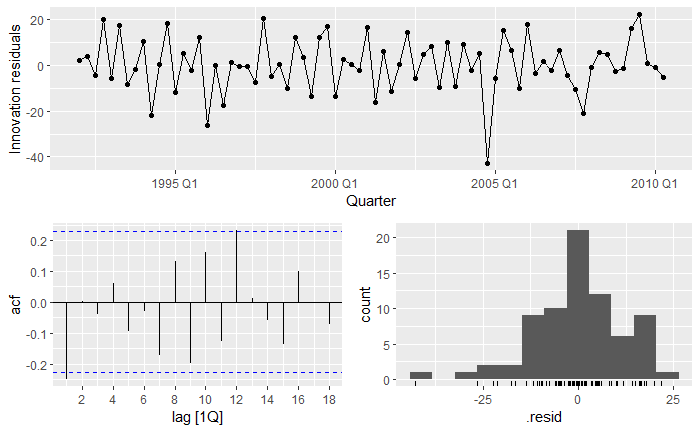 Innovation residuals
20
0
-20
-40
1995 Q1
2000 Q1
2005 Q1
2010 Q1
Quarter
acf
0.2
0.1
0.0
-0.1
-0.2
2
4
6
8
10
12
14
16
18
lag [1Q]
count
20
15
10
5
0
-25
0
25
.resid